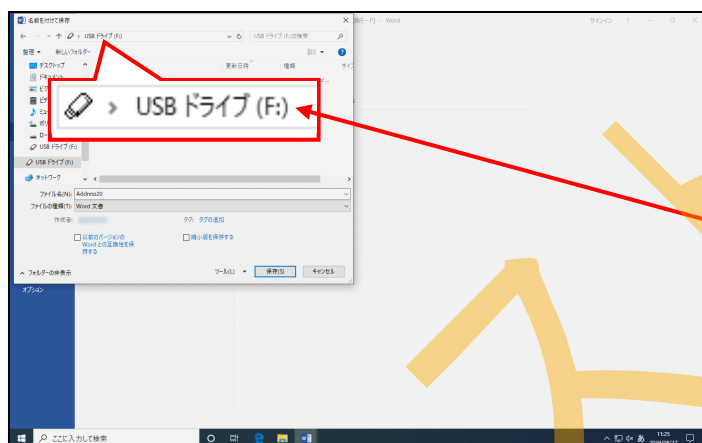 名前を付けて保存
Word
サインイン
USB ドライブ (F:)
USB ドライブ (F:)の検索
整理
新しいフォルダー
デスクトップ
更新日時
種類
サイズ
USB ドライブ (F:)
USB ドライブ (F:)
USB ドライブ (F:)
ネットワーク
ファイル名(N):
Address20
ファイルの種類(T):
Word 文書
作成者:
タグ:
タグの追加
以前のバージョンの
Word との互換性を保
持する
縮小版を保存する
フォルダーの非表示
ツール(L)
保存(S)
キャンセル
オプション
ここに入力して検索
あ
11:25